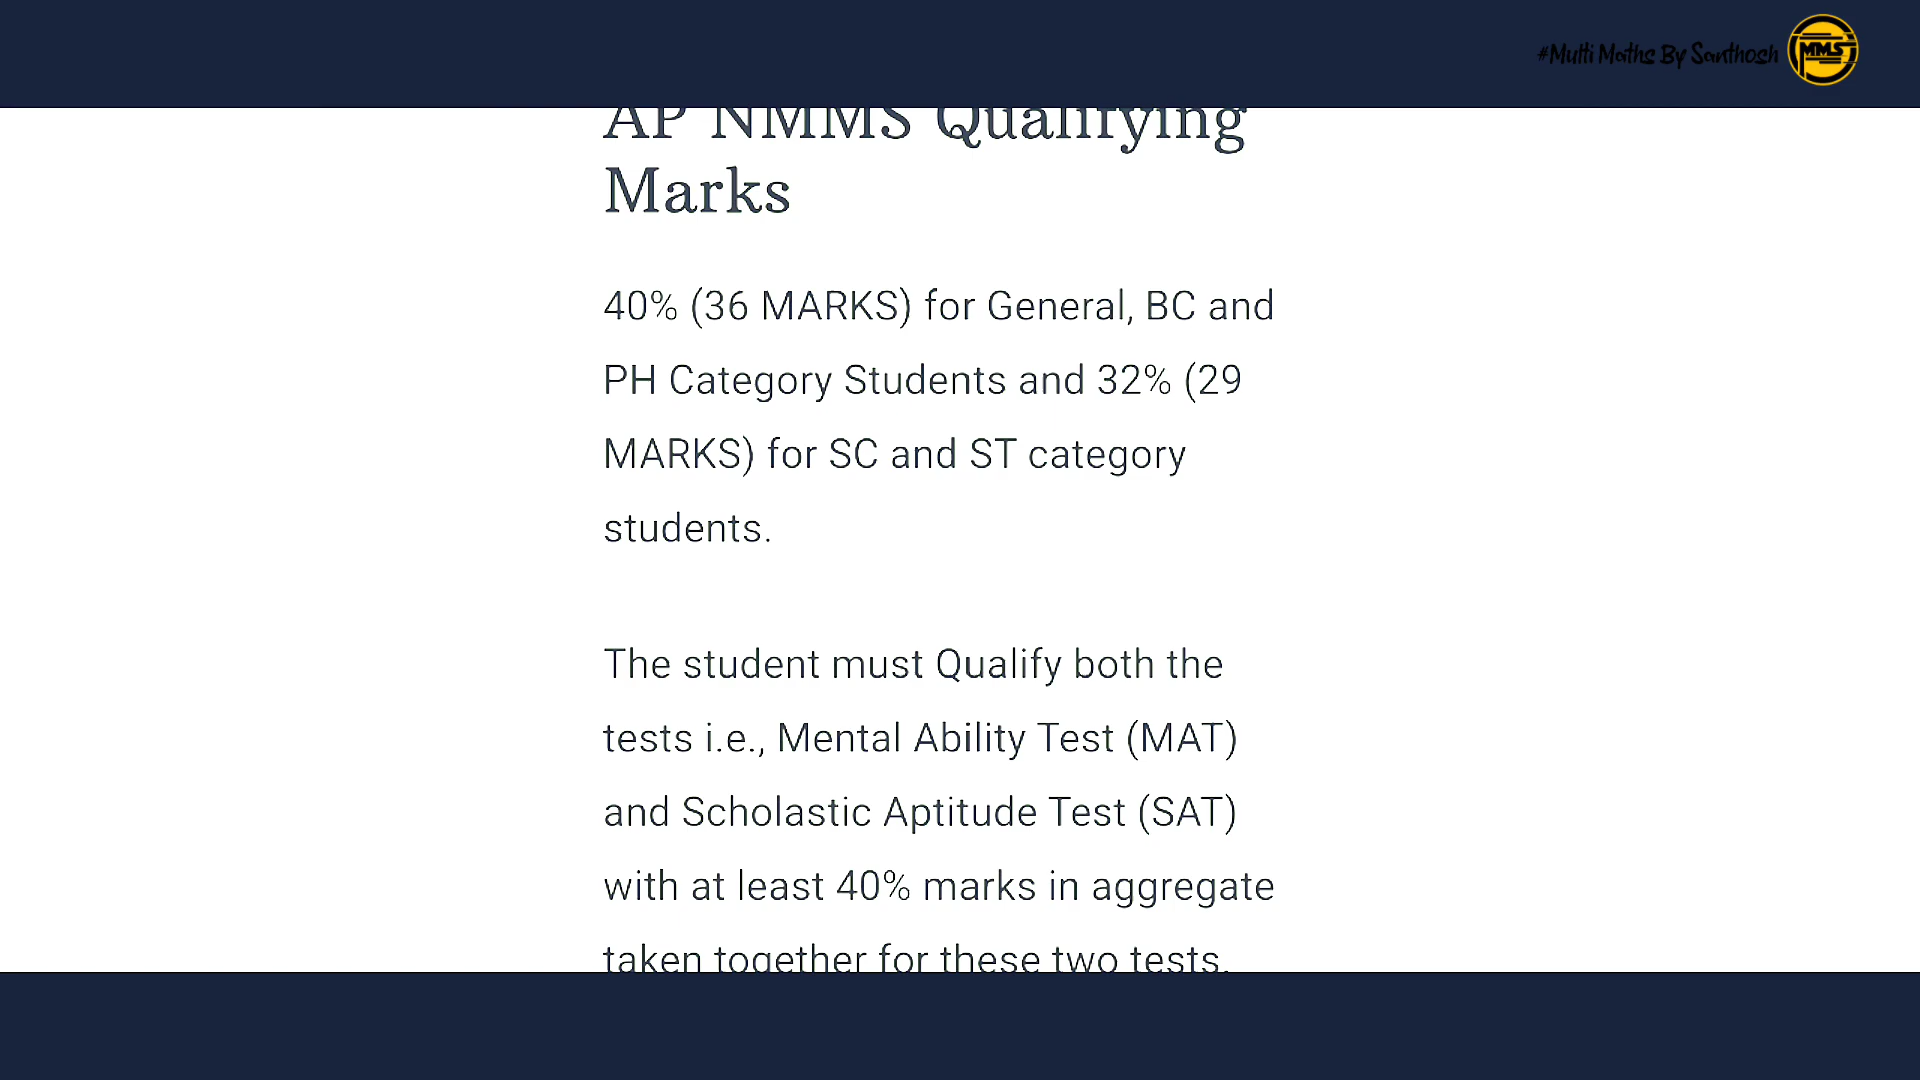 #Multi Maths By Santhosh
MMS
AP NMMS Qualifying
Marks
40% (36 MARKS) for General, BC and
PH Category Students and 32% (29
MARKS) for SC and ST category
students.
The student must Qualify both the
tests i.e., Mental Ability Test (MAT)
and Scholastic Aptitude Test (SAT)
with at least 40% marks in aggregate
taken together for these two tests.